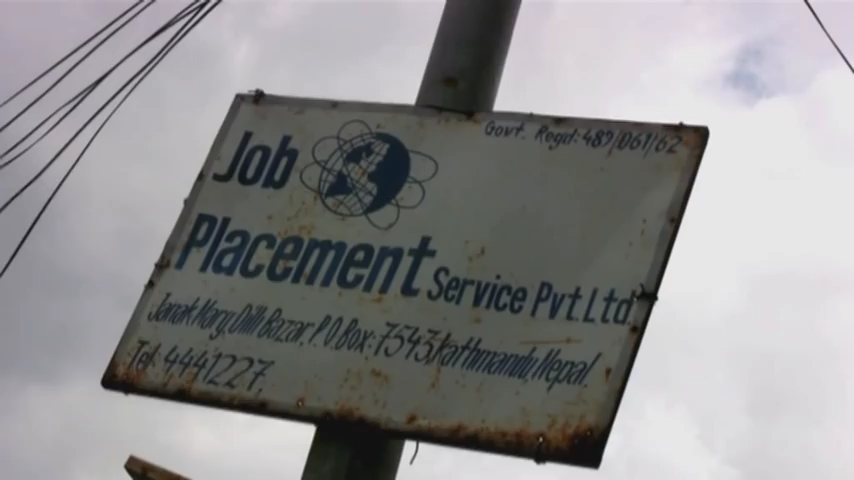 Govt. Regd: 489/061/62
Job
Placement Service Pvt.Ltd.
Janak Marg, Dilli Bazar, P.O.Box: 7543, Kathmandu, Nepal.
Tel: 4441227.